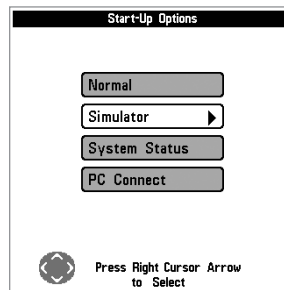 Start-Up Options
Normal
Simulator
System Status
PC Connect
Press Right Cursor Arrow
to Select